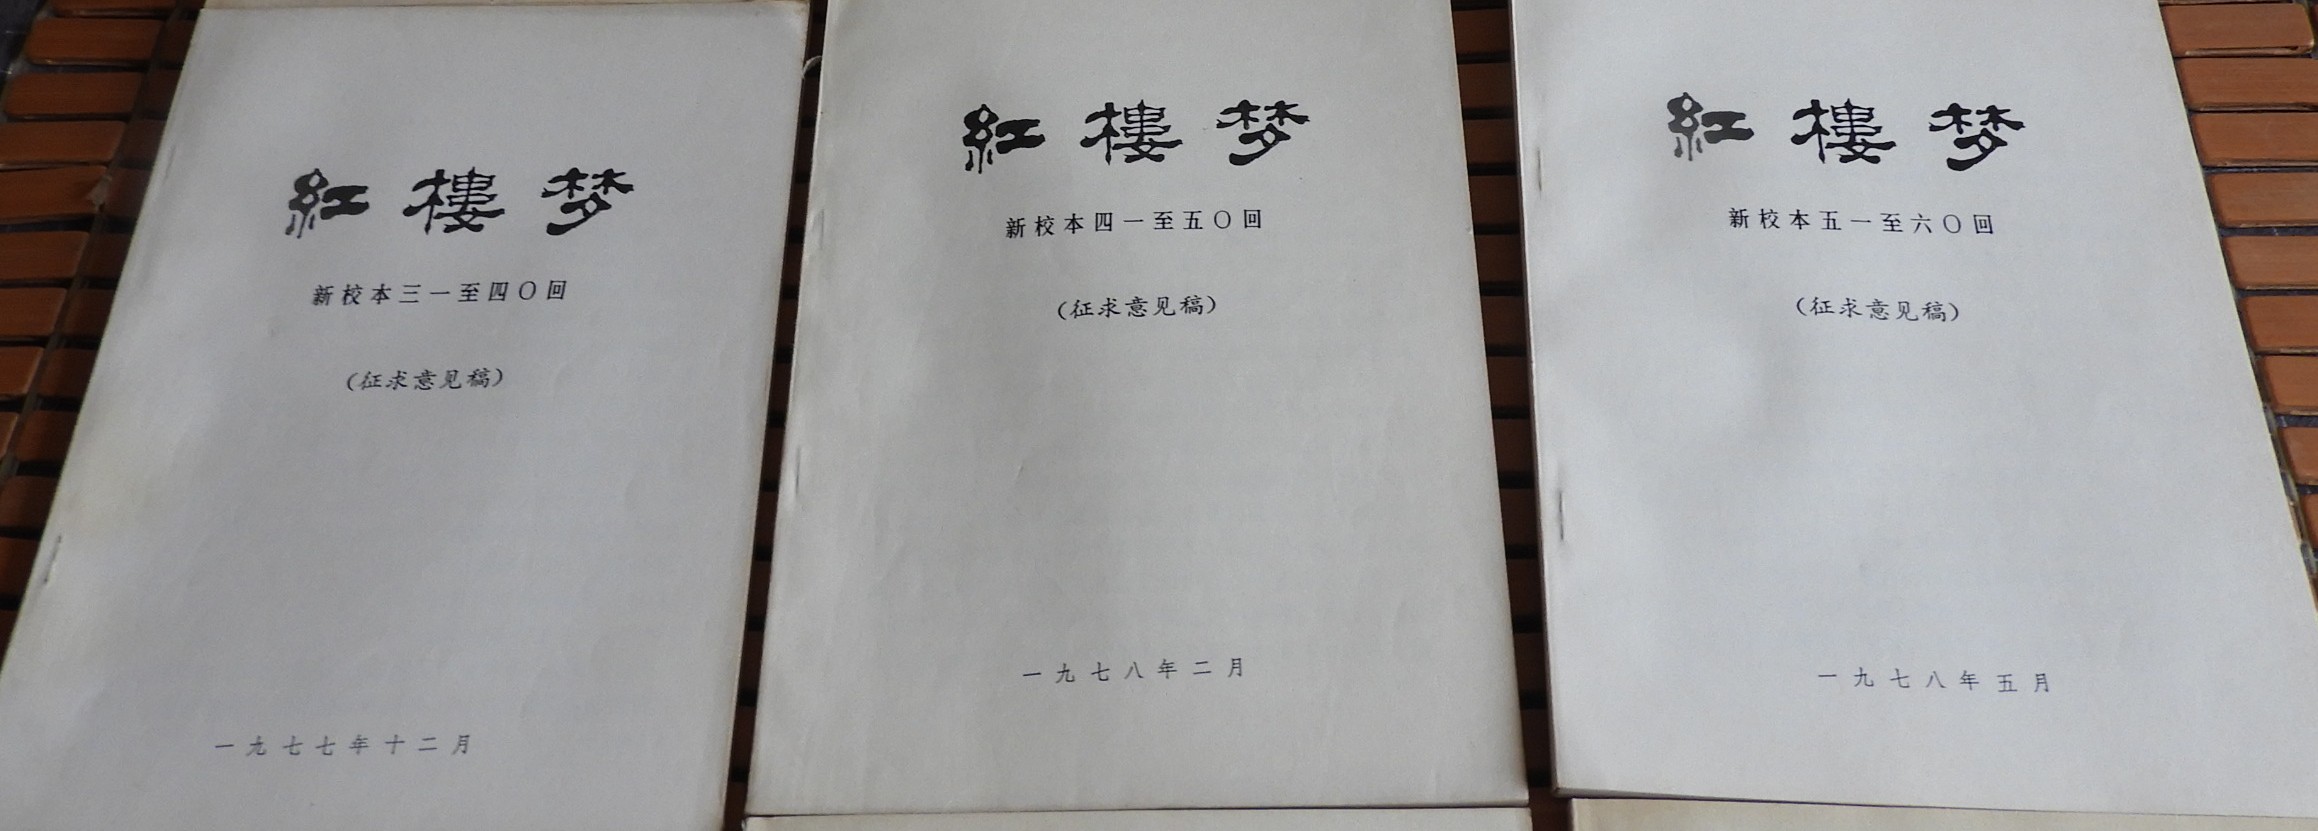 紅樓梦
新校本三一至四〇回
(征求意见稿)
一九七七年十二月
紅樓梦
新校本四一至五〇回
(征求意见稿)
一九七八年二月
紅樓梦
新校本五一至六〇回
(征求意见稿)
一九七八年五月